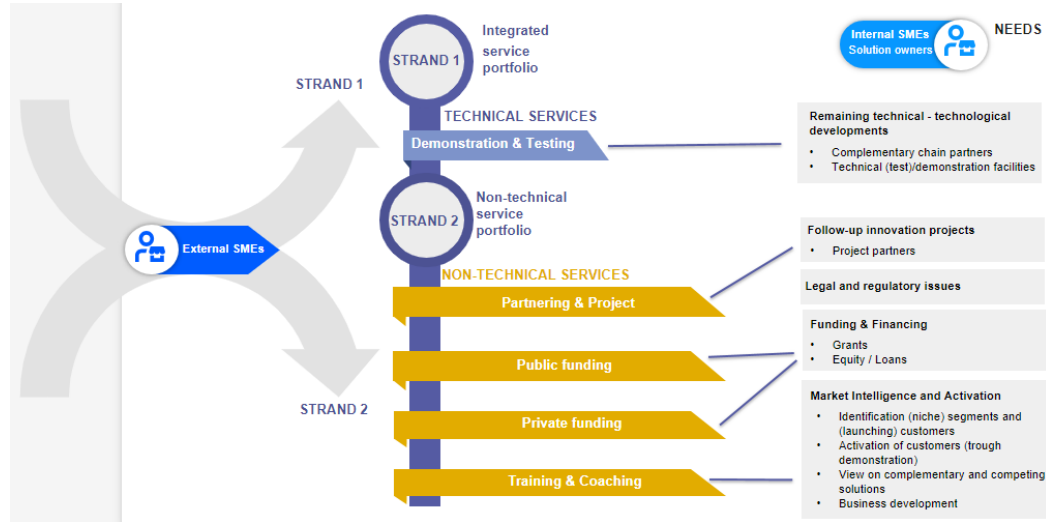 Integrated
service
portfolio
STRAND 1
STRAND 1
Internal SMEs
Solution owners
NEEDS
TECHNICAL SERVICES
Demonstration & Testing
Remaining technical - technological
developments
• Complementary chain partners
• Technical (test)/demonstration facilities
Non-technical
service
portfolio
STRAND 2
External SMEs
Follow-up innovation projects
• Project partners
NON-TECHNICAL SERVICES
Partnering & Project
Legal and regulatory issues
Funding & Financing
• Grants
• Equity / Loans
Public funding
STRAND 2
Private funding
Market Intelligence and Activation
• Identification (niche) segments and
(launching) customers
• Activation of customers (trough
demonstration)
• View on complementary and competing
solutions
• Business development
Training & Coaching